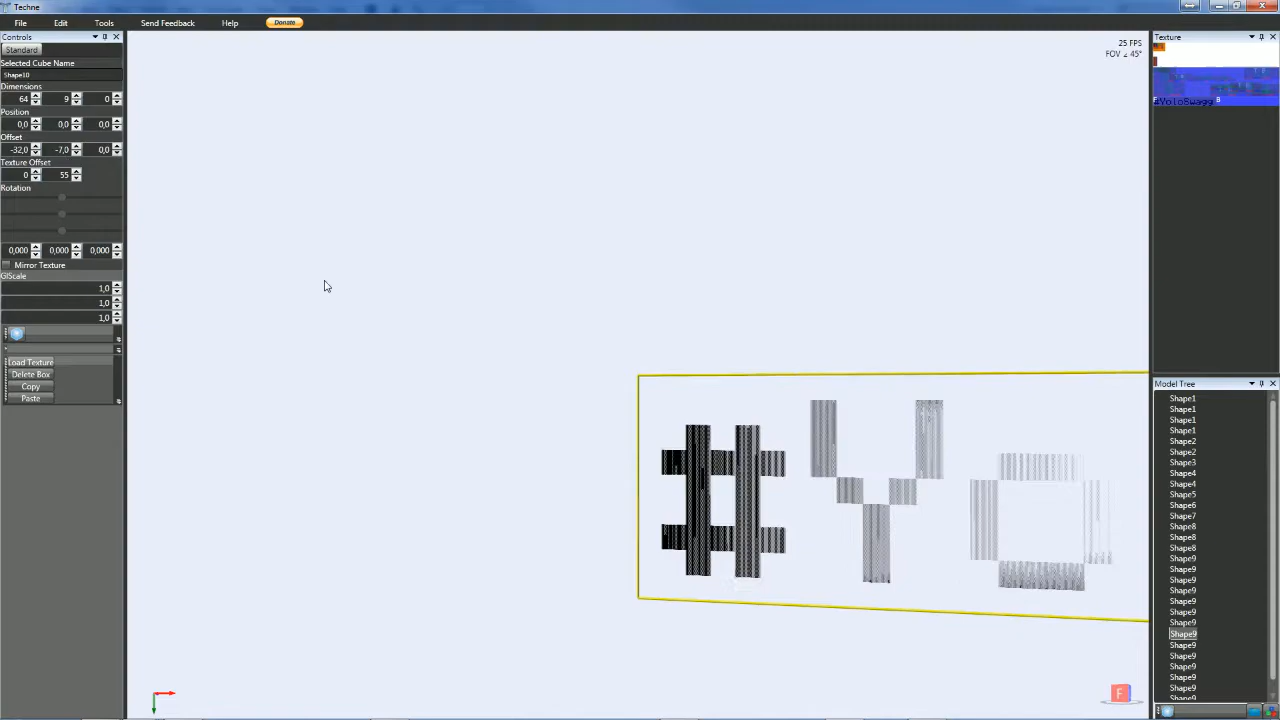 Techne
File Edit Tools Send Feedback Help Donate
Controls
Standard
Selected Cube Name
Shape10
Dimensions
64 9 0
Position
0,0 0,0 0,0
Offset
-32,0 -7,0 0,0
Texture Offset
0 55
Rotation
0,000 0,000 0,000
Mirror Texture
GlScale
1,0
1,0
1,0
Load Texture
Delete Box
Copy
Paste
25 FPS
FOV ∠ 45°
#YO
F
Texture
#YoloSwagg
Model Tree
Shape1
Shape1
Shape1
Shape1
Shape2
Shape2
Shape3
Shape4
Shape4
Shape5
Shape6
Shape7
Shape8
Shape8
Shape8
Shape9
Shape9
Shape9
Shape9
Shape9
Shape9
Shape9
Shape9
Shape9
Shape9
Shape9
Shape9
Shape9
Shape9